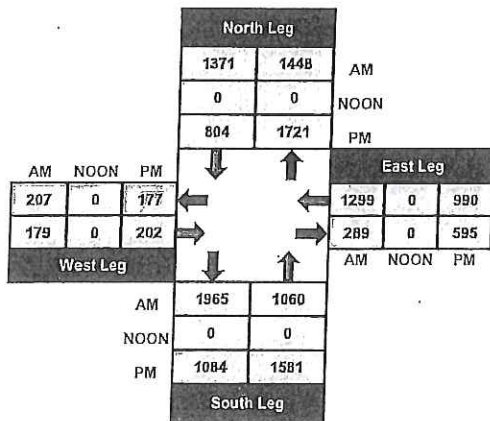 North Leg
1371 1448 AM
0 0 NOON
804 1721 PM
AM NOON PM East Leg
207 0 177 1299 0 990
179 0 202 289 0 595
West Leg AM NOON PM
AM 1965 1060
NOON 0 0
PM 1084 1581
South Leg